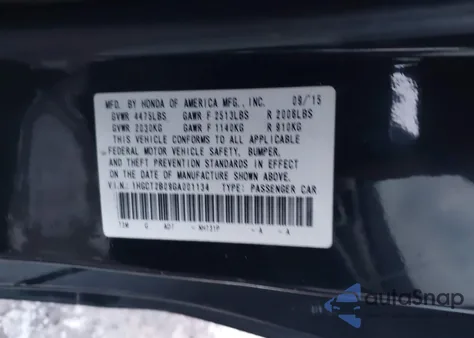 MFD. BY HONDA OF AMERICA MFG., INC. 09/15
GVWR 4475LBS. GAWR F 2513LBS R 2008LBS
GVWR 2030KG GAWR F 1140KG R 910KG
THIS VEHICLE CONFORMS TO ALL APPLICABLE
FEDERAL MOTOR VEHICLE SAFETY, BUMPER,
AND THEFT PREVENTION STANDARDS IN EFFECT
ON THE DATE OF MANUFACTURE SHOWN ABOVE.
V.I.N.: 1HGCT2B09GA001134 TYPE: PASSENGER CAR
G - NH731P -A -A
autoSnap